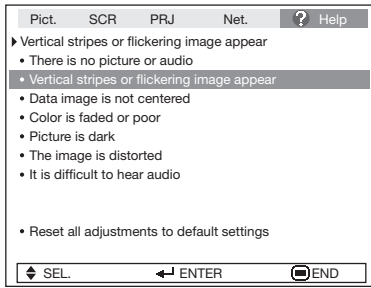 Pict. SCR PRJ Net. ? Help
Vertical stripes or flickering image appear
• There is no picture or audio
• Vertical stripes or flickering image appear
• Data image is not centered
• Color is faded or poor
• Picture is dark
• The image is distorted
• It is difficult to hear audio
• Reset all adjustments to default settings
SEL. ENTER END